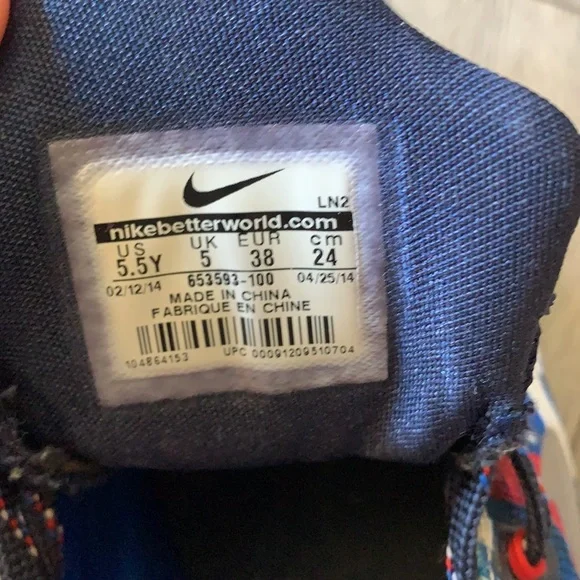 LN2
nikebetterworld.com
US UK EUR cm
5.5Y 5 38 24
02/12/14 653593-100 04/25/14
MADE IN CHINA
FABRIQUE EN CHINE
104864153 UPC 00091209510704